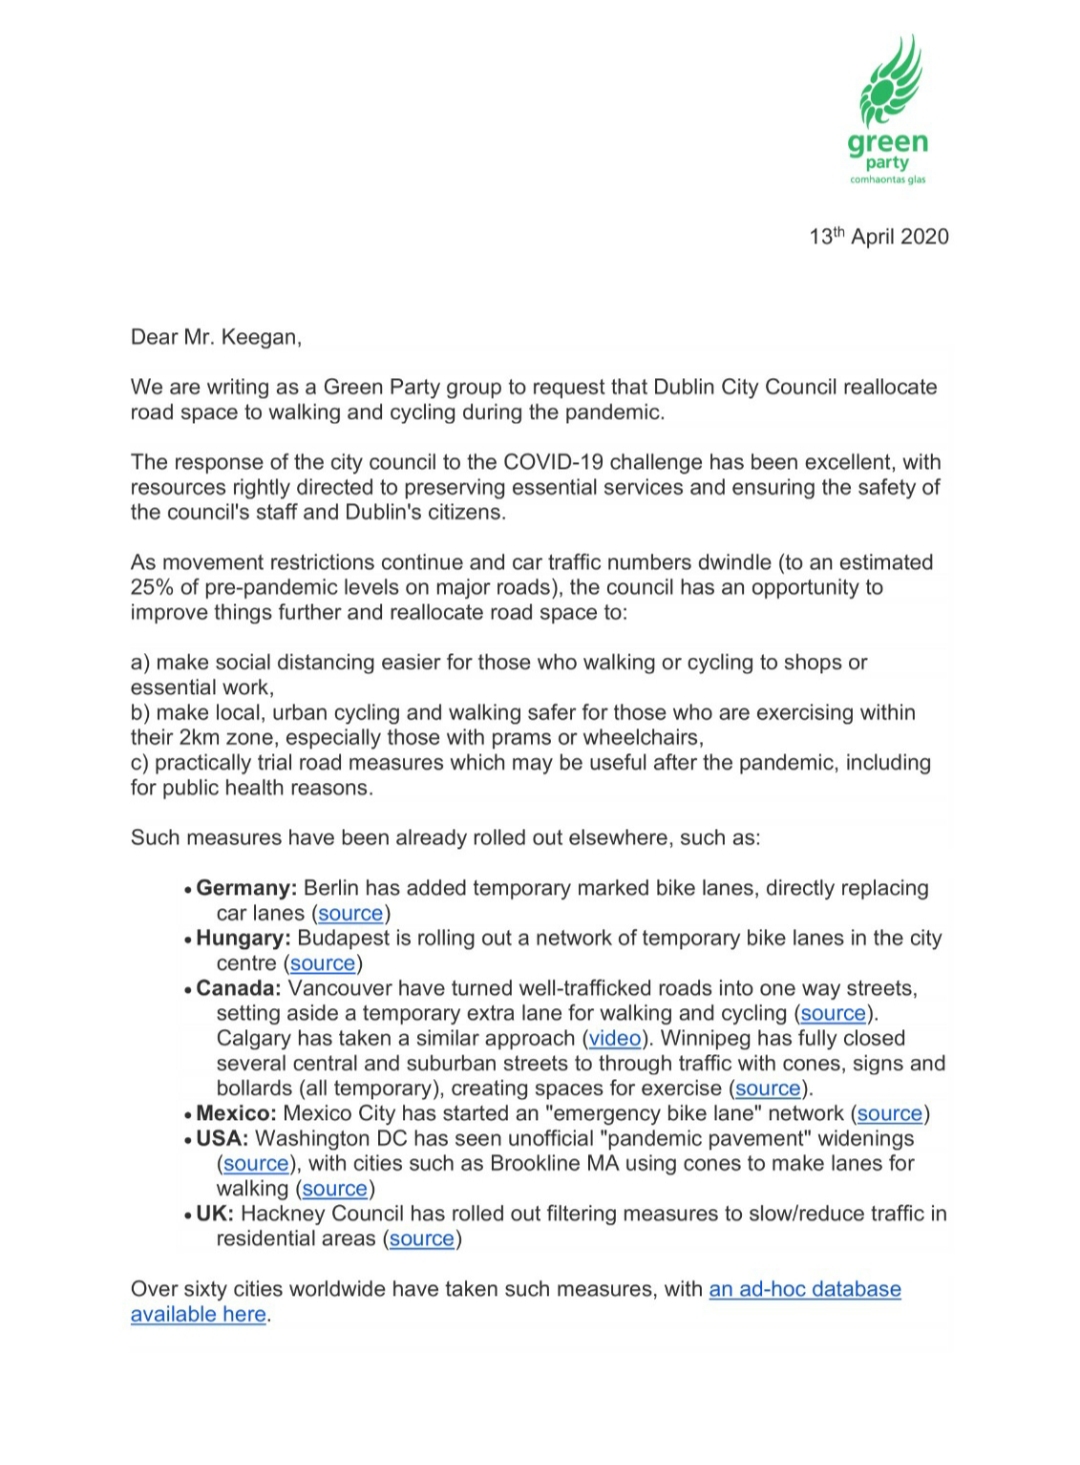 green
party
comhaontas glas
13th April 2020
Dear Mr. Keegan,
We are writing as a Green Party group to request that Dublin City Council reallocate
road space to walking and cycling during the pandemic.
The response of the city council to the COVID-19 challenge has been excellent, with
resources rightly directed to preserving essential services and ensuring the safety of
the council's staff and Dublin's citizens.
As movement restrictions continue and car traffic numbers dwindle (to an estimated
25% of pre-pandemic levels on major roads), the council has an opportunity to
improve things further and reallocate road space to:
a) make social distancing easier for those who walking or cycling to shops or
essential work,
b) make local, urban cycling and walking safer for those who are exercising within
their 2km zone, especially those with prams or wheelchairs,
c) practically trial road measures which may be useful after the pandemic, including
for public health reasons.
Such measures have been already rolled out elsewhere, such as:
• Germany: Berlin has added temporary marked bike lanes, directly replacing
car lanes (source)
• Hungary: Budapest is rolling out a network of temporary bike lanes in the city
centre (source)
• Canada: Vancouver have turned well-trafficked roads into one way streets,
setting aside a temporary extra lane for walking and cycling (source).
Calgary has taken a similar approach (video). Winnipeg has fully closed
several central and suburban streets to through traffic with cones, signs and
bollards (all temporary), creating spaces for exercise (source).
• Mexico: Mexico City has started an "emergency bike lane" network (source)
• USA: Washington DC has seen unofficial "pandemic pavement" widenings
(source), with cities such as Brookline MA using cones to make lanes for
walking (source)
• UK: Hackney Council has rolled out filtering measures to slow/reduce traffic in
residential areas (source)
Over sixty cities worldwide have taken such measures, with an ad-hoc database
available here.